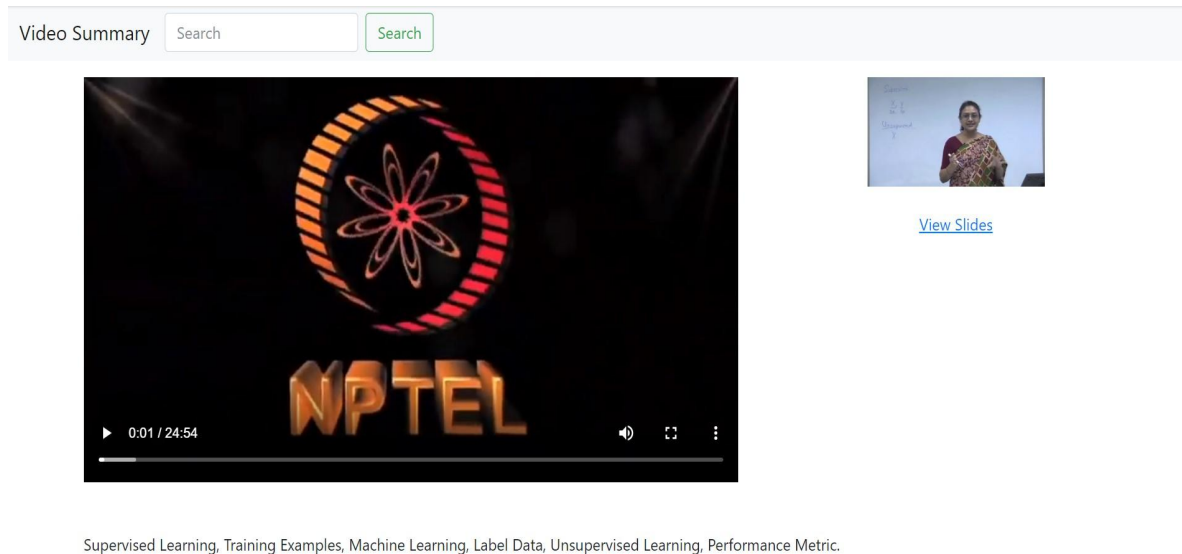 Video Summary Search Search
NPTEL
0:01 / 24:54
View Slides
Supervised Learning, Training Examples, Machine Learning, Label Data, Unsupervised Learning, Performance Metric.